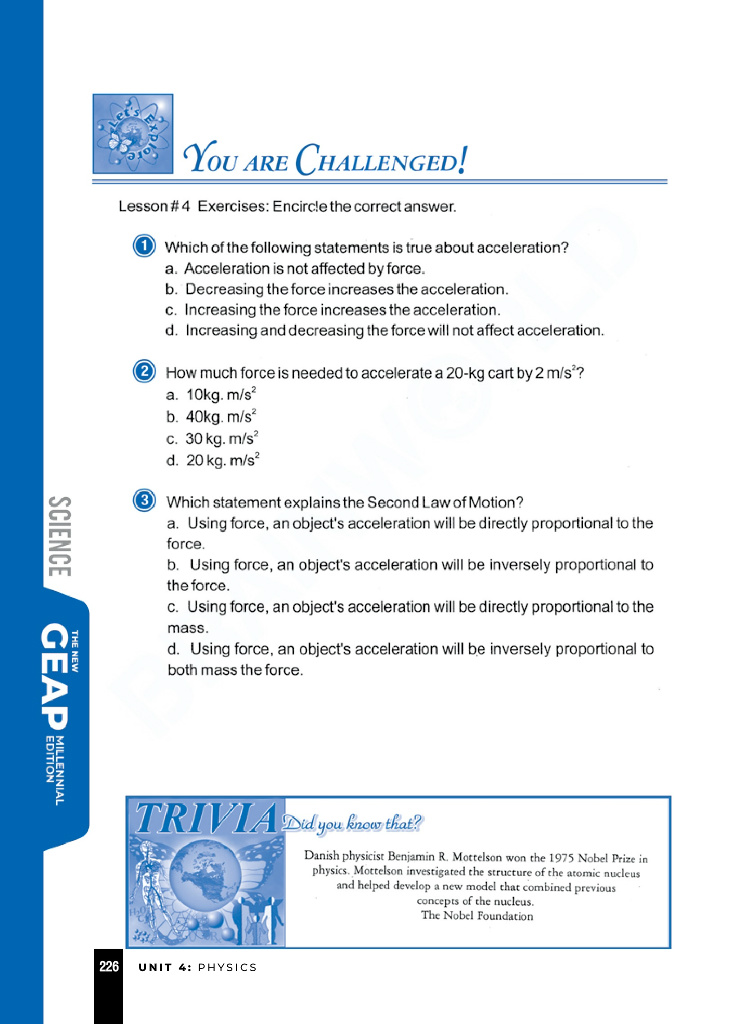 Let's Explore
YOU ARE CHALLENGED!
Lesson # 4 Exercises: Encircle the correct answer.
1 Which of the following statements is true about acceleration?
a. Acceleration is not affected by force.
b. Decreasing the force increases the acceleration.
c. Increasing the force increases the acceleration.
d. Increasing and decreasing the force will not affect acceleration.
2 How much force is needed to accelerate a 20-kg cart by 2 m/s²?
a. 10kg. m/s²
b. 40kg. m/s²
c. 30 kg. m/s²
d. 20 kg. m/s²
3 Which statement explains the Second Law of Motion?
a. Using force, an object's acceleration will be directly proportional to the
force.
b. Using force, an object's acceleration will be inversely proportional to
the force.
c. Using force, an object's acceleration will be directly proportional to the
mass.
d. Using force, an object's acceleration will be inversely proportional to
both mass the force.
SCIENCE
THE NEW
GEAP
MILLENNIAL
EDITION
TRIVIA Did you know that?
Danish physicist Benjamin R. Mottelson won the 1975 Nobel Prize in
physics. Mottelson investigated the structure of the atomic nucleus
and helped develop a new model that combined previous
concepts of the nucleus.
The Nobel Foundation
226 UNIT 4: PHYSICS